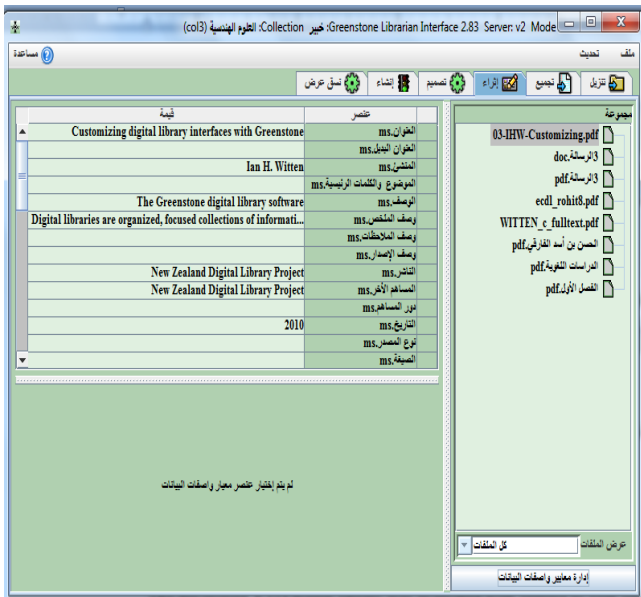 Greenstone Librarian Interface 2.83 Server: v2 Mode: خبير Collection: العلوم الهندسية (col3)
ملف تحديث مساعدة
تنزيل تجميع إثراء تصميم إنشاء نسق عرض
مجموعة
03-IHW-Customizing.pdf
3الرسالة.doc
3الرسالة.pdf
ecdl_rohit8.pdf
WITTEN_c_fulltext.pdf
الحسن بن أسد الفارقي.pdf
الدراسات اللغوية.pdf
الفصل الأول.pdf
عرض الملفات كل الملفات
إدارة معايير واصفات البيانات
عنصر قيمة
ms.العنوان Customizing digital library interfaces with Greenstone
ms.العنوان البديل
ms.المنشئ Ian H. Witten
ms.الموضوع والكلمات الرئيسية
ms.الوصف The Greenstone digital library software
ms.وصف الملخص Digital libraries are organized, focused collections of informati...
ms.وصف الملاحظات
ms.وصف الإصدار
ms.الناشر New Zealand Digital Library Project
ms.المساهم الأخر New Zealand Digital Library Project
ms.دور المساهم
ms.التاريخ 2010
ms.نوع المصدر
ms.الصيغة
لم يتم إختيار عنصر معيار واصفات البيانات